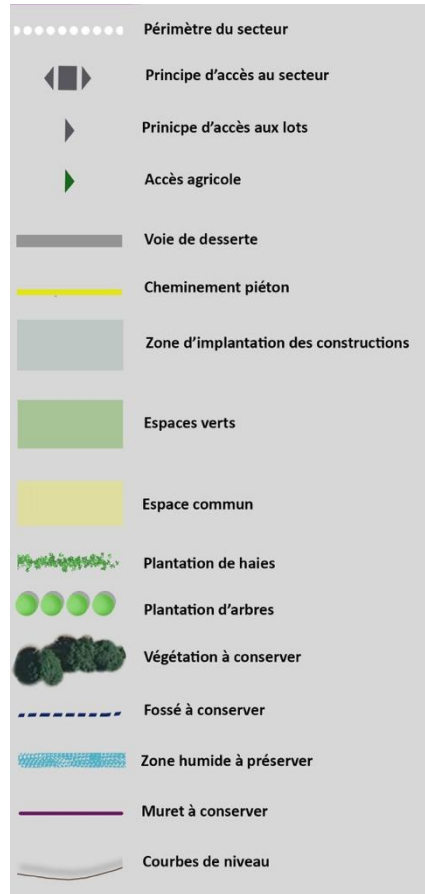 Périmètre du secteur
Principe d'accès au secteur
Prinicpe d'accès aux lots
Accès agricole
Voie de desserte
Cheminement piéton
Zone d'implantation des constructions
Espaces verts
Espace commun
Plantation de haies
Plantation d'arbres
Végétation à conserver
Fossé à conserver
Zone humide à préserver
Muret à conserver
Courbes de niveau